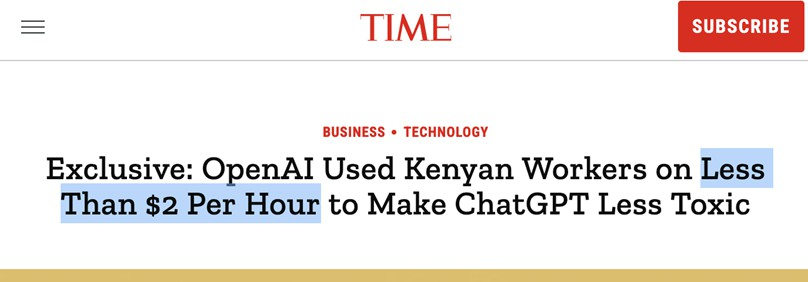 TIME
SUBSCRIBE
BUSINESS • TECHNOLOGY
Exclusive: OpenAI Used Kenyan Workers on Less
Than $2 Per Hour to Make ChatGPT Less Toxic